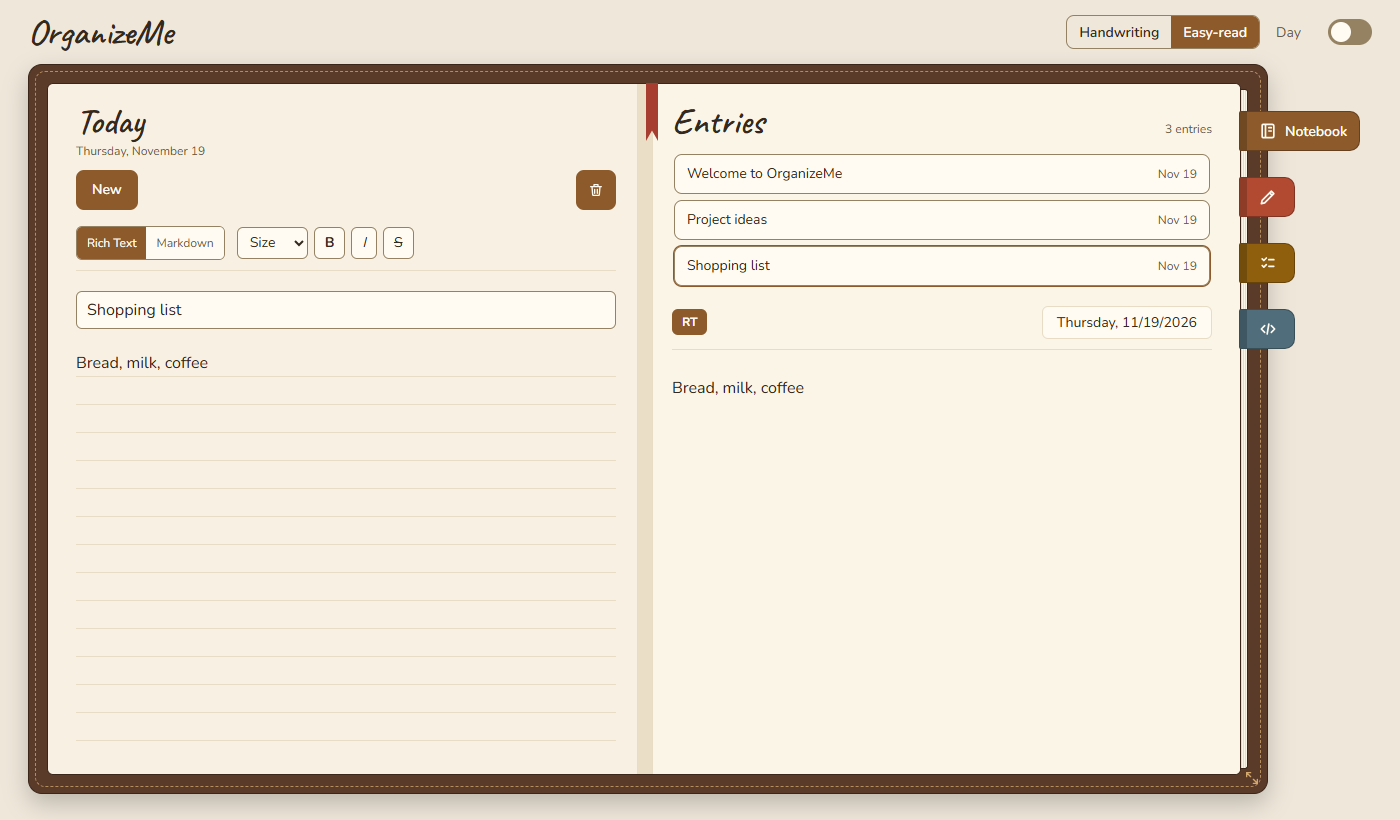 OrganizeMe
Handwriting Easy-read Day
Today
Thursday, November 19
New
Rich Text Markdown Size B I S
Shopping list
Bread, milk, coffee
Entries
3 entries
Welcome to OrganizeMe Nov 19
Project ideas Nov 19
Shopping list Nov 19
RT Thursday, 11/19/2026
Bread, milk, coffee
Notebook